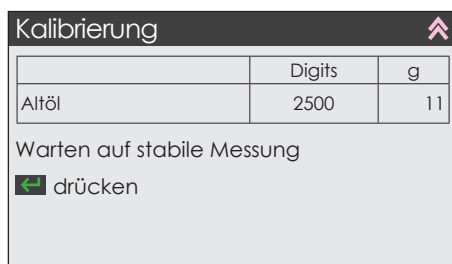 Kalibrierung
Digits g
Altöl 2500 11
Warten auf stabile Messung
drücken